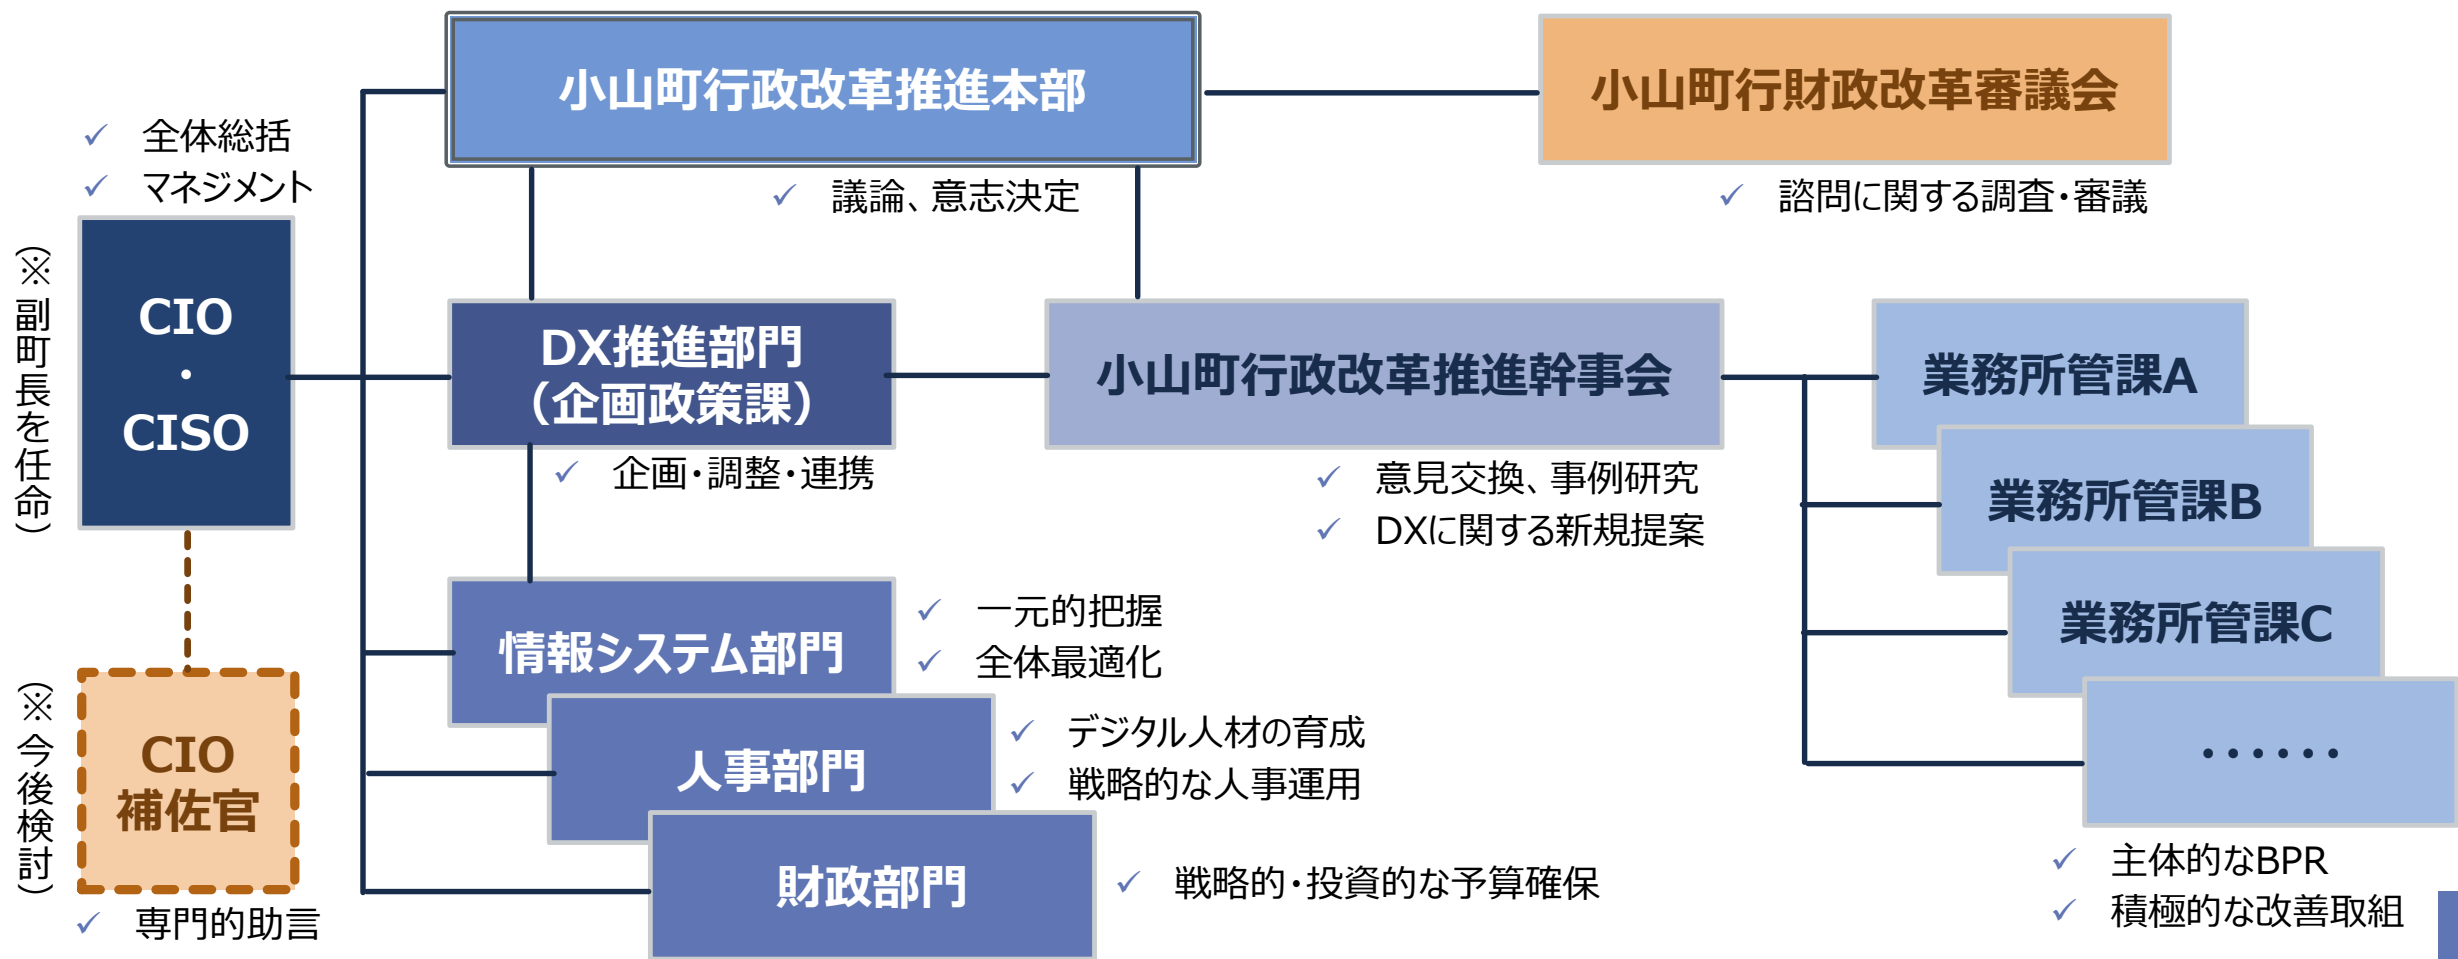 小山町行政改革推進本部
小山町行財政改革審議会
✓ 全体総括
✓ マネジメント
✓ 議論、意志決定
✓ 諮問に関する調査・審議
（※副町長を任命）
CIO
・
CISO
DX推進部門
（企画政策課）
✓ 企画・調整・連携
小山町行政改革推進幹事会
✓ 意見交換、事例研究
✓ DXに関する新規提案
業務所管課A
業務所管課B
業務所管課C
・・・・・・
✓ 主体的なBPR
✓ 積極的な改善取組
情報システム部門
✓ 一元的把握
✓ 全体最適化
人事部門
✓ デジタル人材の育成
✓ 戦略的な人事運用
財政部門
✓ 戦略的・投資的な予算確保
（※今後検討）
CIO
補佐官
✓ 専門的助言